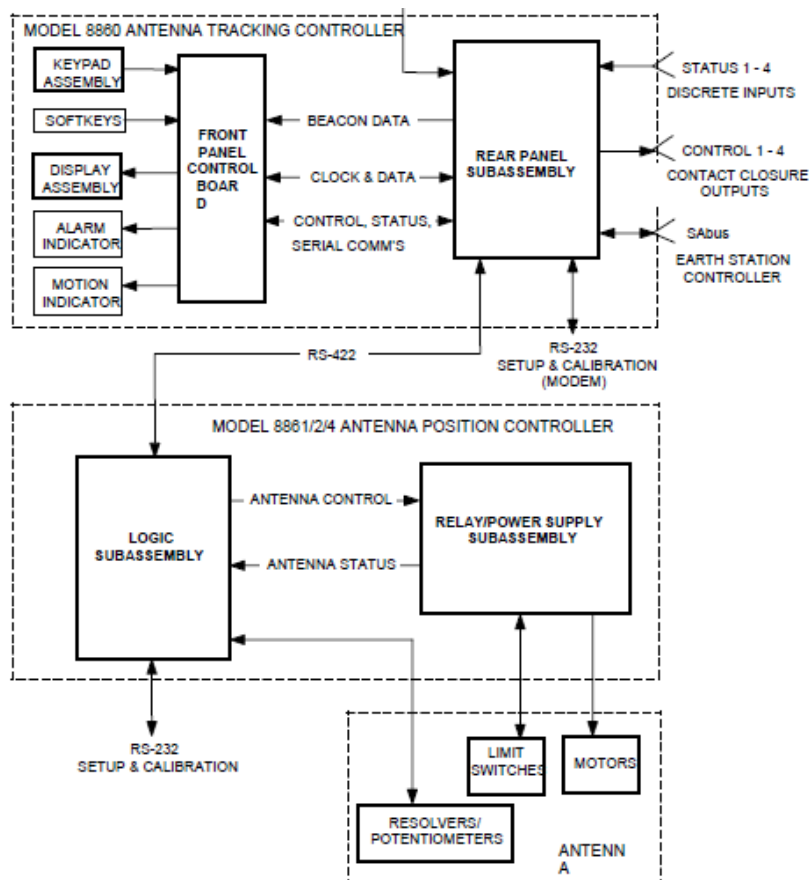 MODEL 8860 ANTENNA TRACKING CONTROLLER
KEYPAD
ASSEMBLY
SOFTKEYS
DISPLAY
ASSEMBLY
ALARM
INDICATOR
MOTION
INDICATOR
FRONT
PANEL
CONTROL
BOAR
D
BEACON DATA
CLOCK & DATA
CONTROL, STATUS,
SERIAL COMM'S
REAR PANEL
SUBASSEMBLY
STATUS 1 - 4
DISCRETE INPUTS
CONTROL 1 - 4
CONTACT CLOSURE
OUTPUTS
SAbus
EARTH STATION
CONTROLLER
RS-422
RS-232
SETUP & CALIBRATION
(MODEM)
MODEL 8861/2/4 ANTENNA POSITION CONTROLLER
LOGIC
SUBASSEMBLY
ANTENNA CONTROL
ANTENNA STATUS
RELAY/POWER SUPPLY
SUBASSEMBLY
RS-232
SETUP & CALIBRATION
LIMIT
SWITCHES
MOTORS
RESOLVERS/
POTENTIOMETERS
ANTENN
A